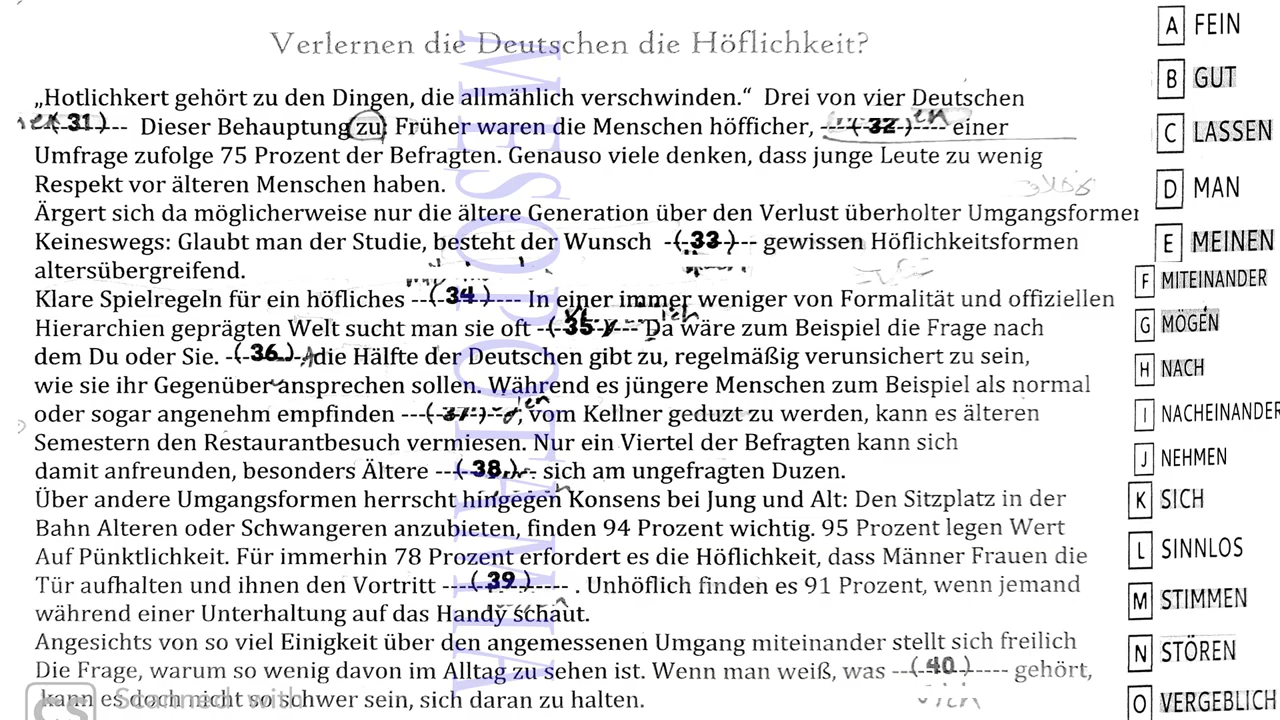 Verlernen die Deutschen die Höflichkeit?
„Hotlichkert gehört zu den Dingen, die allmählich verschwinden.“ Drei von vier Deutschen
--(31)--- Dieser Behauptung zu: Früher waren die Menschen höfficher, ---(32)---- einer
Umfrage zufolge 75 Prozent der Befragten. Genauso viele denken, dass junge Leute zu wenig
Respekt vor älteren Menschen haben.
Ärgert sich da möglicherweise nur die ältere Generation über den Verlust überholter Umgangsformen
Keineswegs: Glaubt man der Studie, besteht der Wunsch -(33)--- gewissen Höflichkeitsformen
altersübergreifend.
Klare Spielregeln für ein höfliches ---(34)---- In einer immer weniger von Formalität und offiziellen
Hierarchien geprägten Welt sucht man sie oft -(35)---- Da wäre zum Beispiel die Frage nach
dem Du oder Sie. -(36)-- die Hälfte der Deutschen gibt zu, regelmäßig verunsichert zu sein,
wie sie ihr Gegenüber ansprechen sollen. Während es jüngere Menschen zum Beispiel als normal
oder sogar angenehm empfinden ---(37)---, vom Kellner geduzt zu werden, kann es älteren
Semestern den Restaurantbesuch vermiesen. Nur ein Viertel der Befragten kann sich
damit anfreunden, besonders Ältere ---(38)--- sich am ungefragten Duzen.
Über andere Umgangsformen herrscht hingegen Konsens bei Jung und Alt: Den Sitzplatz in der
Bahn Alteren oder Schwangeren anzubieten, finden 94 Prozent wichtig. 95 Prozent legen Wert
Auf Pünktlichkeit. Für immerhin 78 Prozent erfordert es die Höflichkeit, dass Männer Frauen die
Tür aufhalten und ihnen den Vortritt ----(39)----- . Unhöflich finden es 91 Prozent, wenn jemand
während einer Unterhaltung auf das Handy schaut.
Angesichts von so viel Einigkeit über den angemessenen Umgang miteinander stellt sich freilich
Die Frage, warum so wenig davon im Alltag zu sehen ist. Wenn man weiß, was ---(40)----- gehört,
kann es doch nicht so schwer sein, sich daran zu halten.
A FEIN
B GUT
C LASSEN
D MAN
E MEINEN
F MITEINANDER
G MÖGEN
H NACH
I NACHEINANDER
J NEHMEN
K SICH
L SINNLOS
M STIMMEN
N STÖREN
O VERGEBLICH
MESOPOTAMIA
CS Scanned with